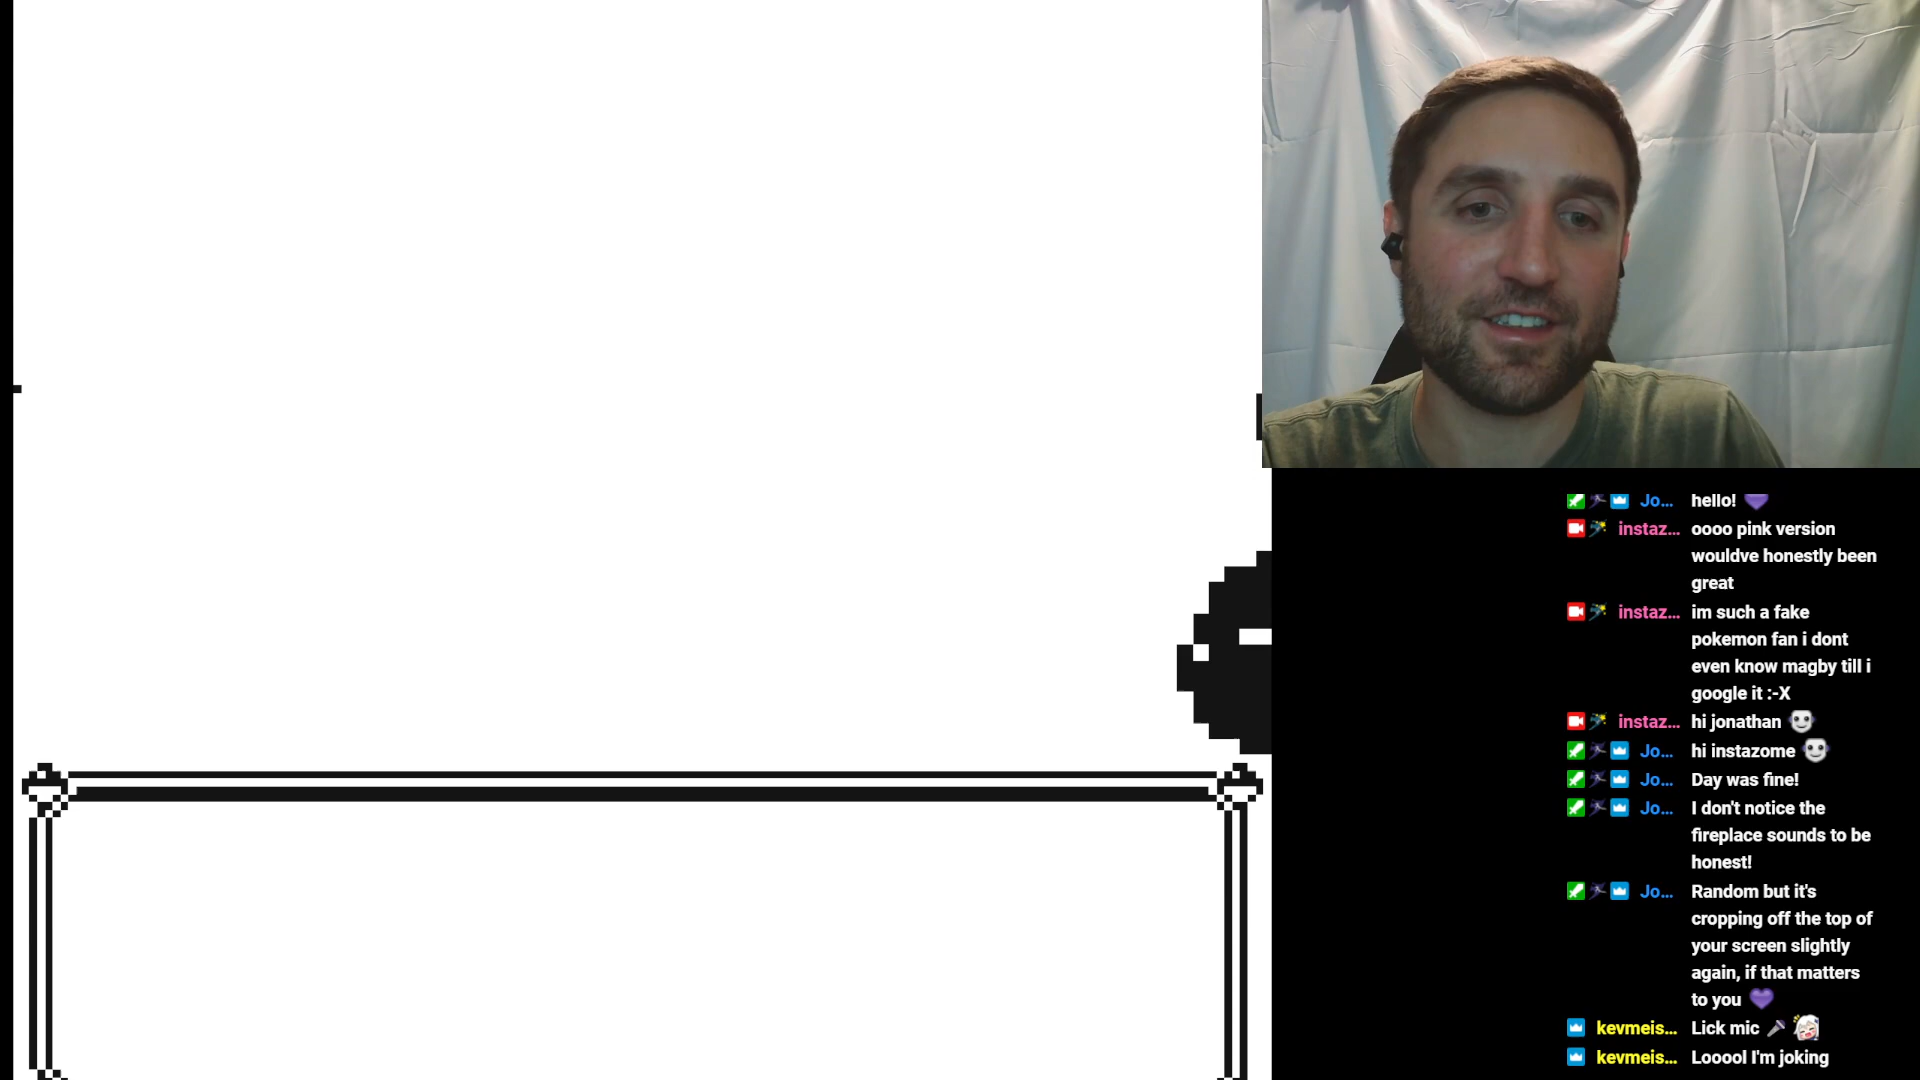 Jo... hello!
instaz... oooo pink version
wouldve honestly been
great
instaz... im such a fake
pokemon fan i dont
even know magby till i
google it :-X
instaz... hi jonathan
Jo... hi instazome
Jo... Day was fine!
Jo... I don't notice the
fireplace sounds to be
honest!
Jo... Random but it's
cropping off the top of
your screen slightly
again, if that matters
to you
kevmeis... Lick mic
kevmeis... Looool I'm joking